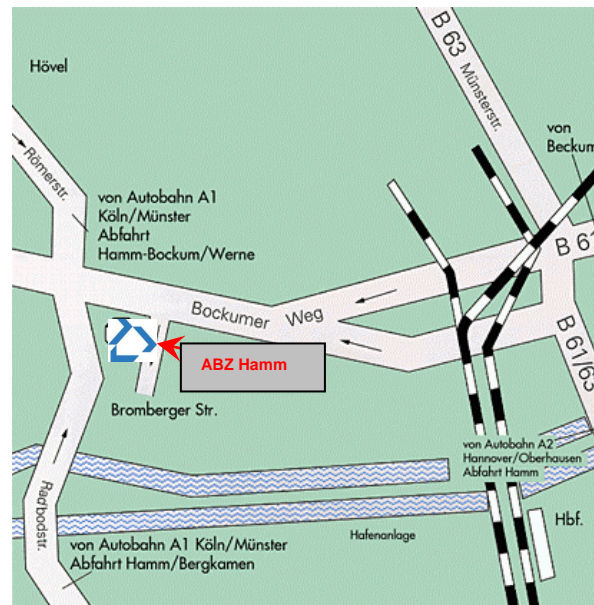 B 63
Münsterstr.
Hövel
von
Beckum
Römerstr.
von Autobahn A1
Köln/Münster
Abfahrt
Hamm-Bockum/Werne
B 61
Bockumer Weg
ABZ Hamm
B 61/63
Bromberger Str.
von Autobahn A2
Hannover/Oberhausen
Abfahrt Hamm
Radbodstr.
Hafenanlage
Hbf.
von Autobahn A1 Köln/Münster
Abfahrt Hamm/Bergkamen